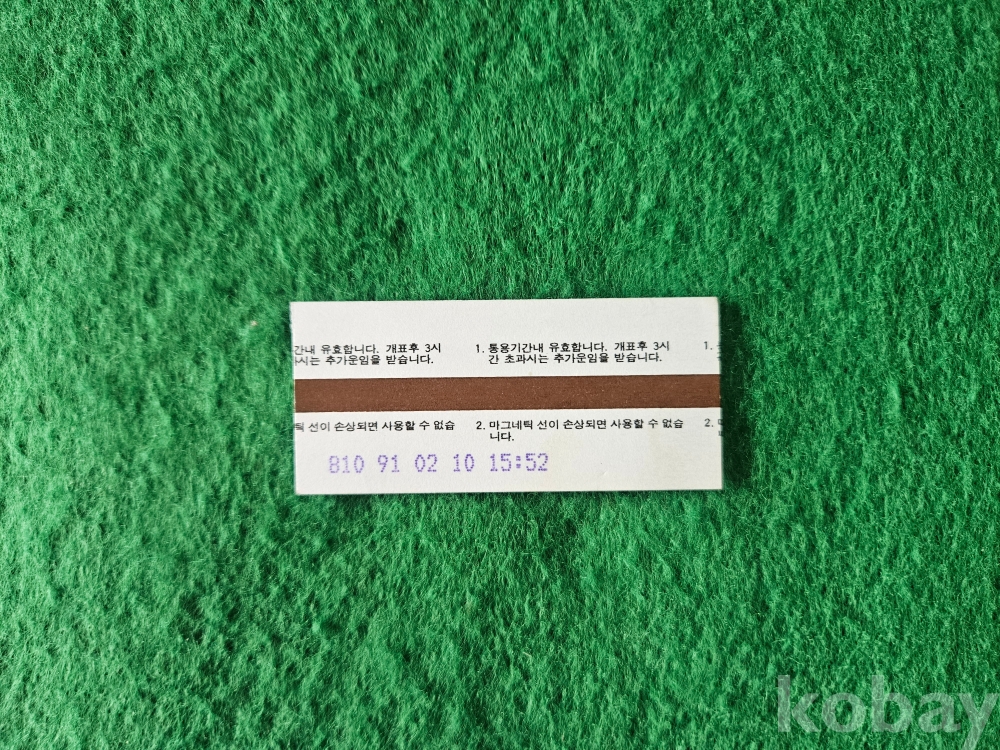 간내 유효합니다. 개표후 3시
시는 추가운임을 받습니다.
1. 통용기간내 유효합니다. 개표후 3시
간 초과시는 추가운임을 받습니다.
1.
틱 선이 손상되면 사용할 수 없습
2. 마그네틱 선이 손상되면 사용할 수 없습
니다.
2.
810 91 02 10 15:52
kobay